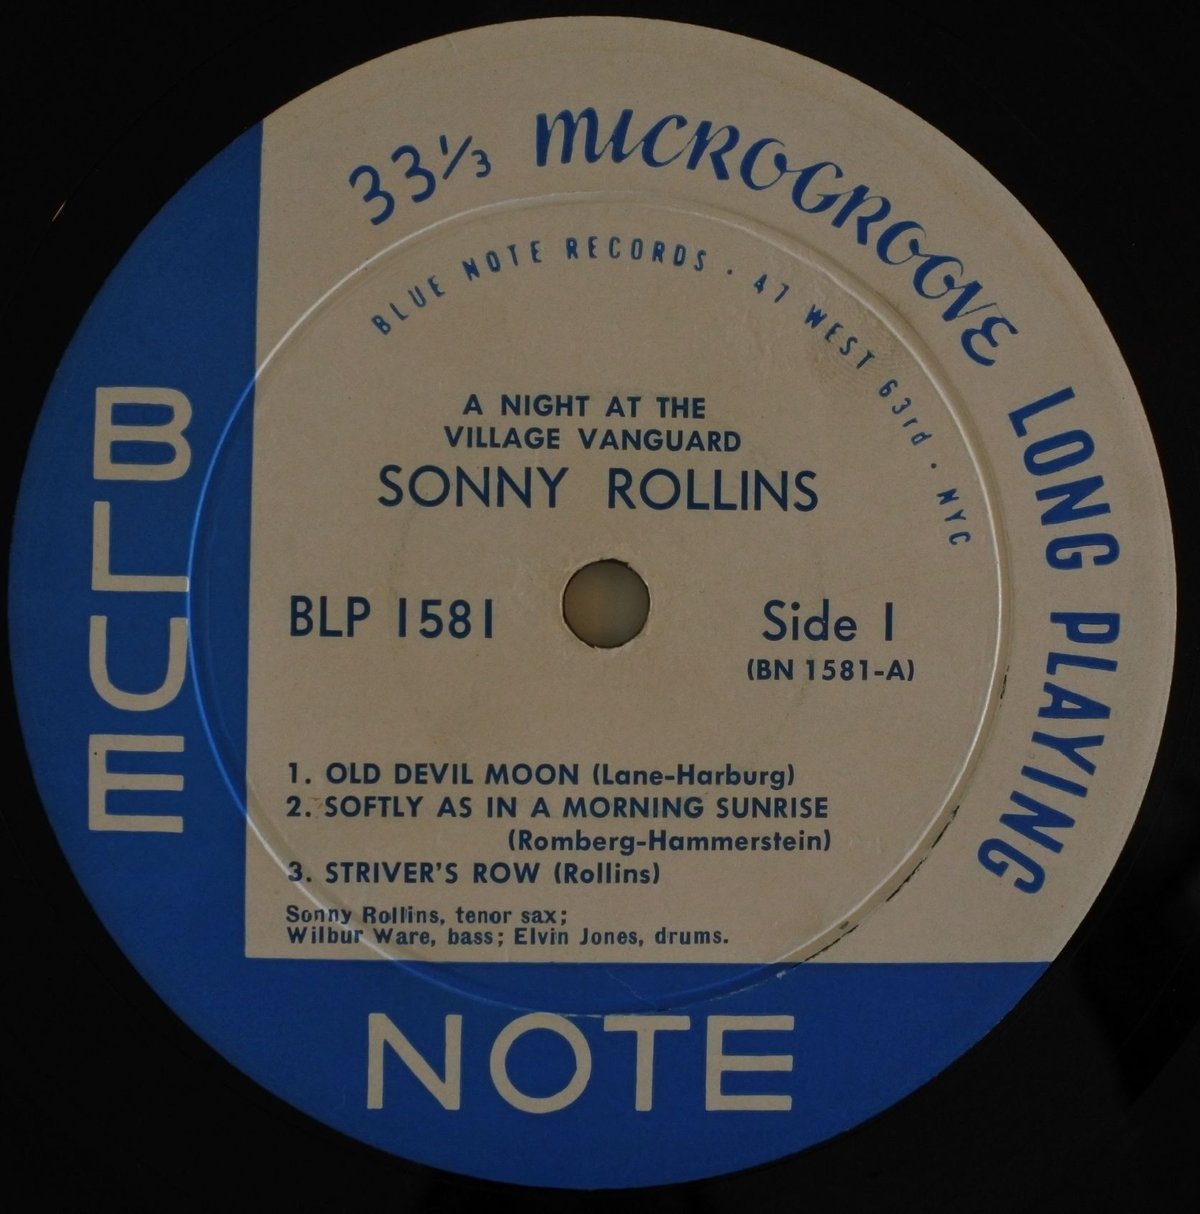 33⅓ MICROGROOVE LONG PLAYING
BLUE NOTE RECORDS · 47 WEST 63rd · NYC
A NIGHT AT THE
VILLAGE VANGUARD
SONNY ROLLINS
BLP 1581
Side 1
(BN 1581-A)
1. OLD DEVIL MOON (Lane-Harburg)
2. SOFTLY AS IN A MORNING SUNRISE
(Romberg-Hammerstein)
3. STRIVER'S ROW (Rollins)
Sonny Rollins, tenor sax;
Wilbur Ware, bass; Elvin Jones, drums.
BLUE
NOTE